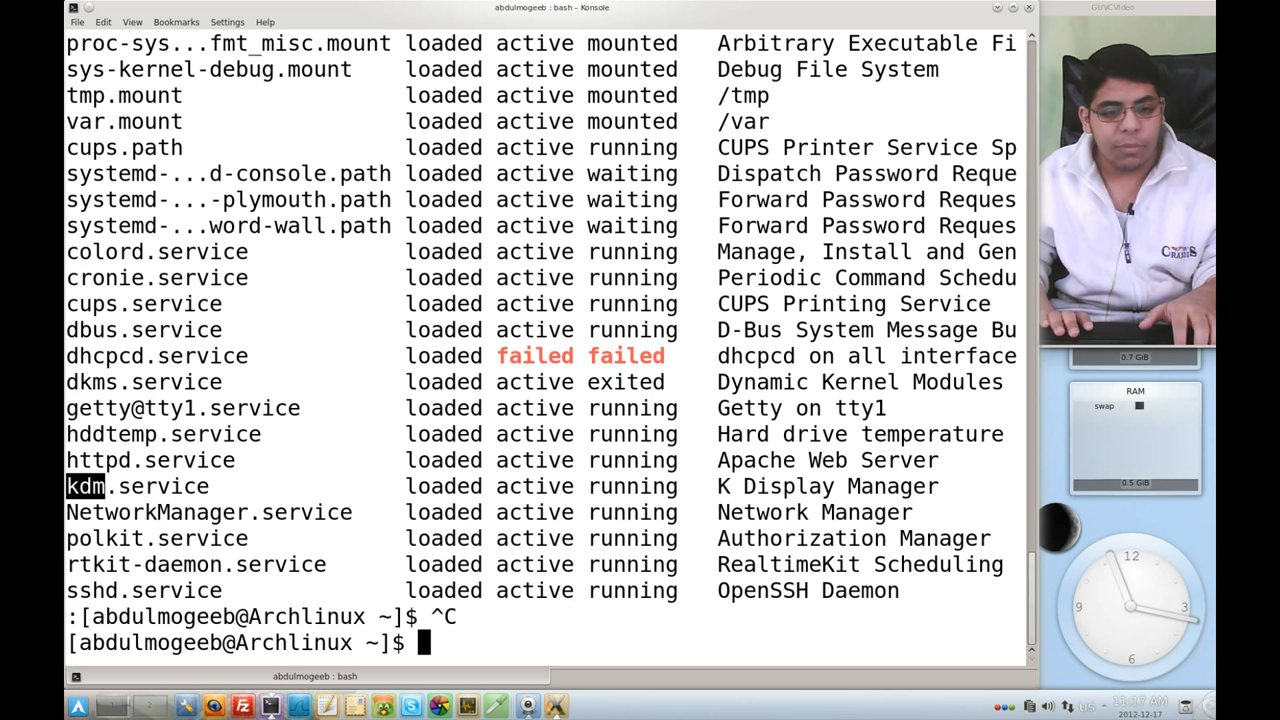 abdulmogeeb : bash – Konsole
File Edit View Bookmarks Settings Help
proc-sys...fmt_misc.mount loaded active mounted Arbitrary Executable Fi
sys-kernel-debug.mount loaded active mounted Debug File System
tmp.mount loaded active mounted /tmp
var.mount loaded active mounted /var
cups.path loaded active running CUPS Printer Service Sp
systemd-...d-console.path loaded active waiting Dispatch Password Reque
systemd-...-plymouth.path loaded active waiting Forward Password Reques
systemd-...word-wall.path loaded active waiting Forward Password Reques
colord.service loaded active running Manage, Install and Gen
cronie.service loaded active running Periodic Command Schedu
cups.service loaded active running CUPS Printing Service
dbus.service loaded active running D-Bus System Message Bu
dhcpcd.service loaded failed failed dhcpcd on all interface
dkms.service loaded active exited Dynamic Kernel Modules
getty@tty1.service loaded active running Getty on tty1
hddtemp.service loaded active running Hard drive temperature
httpd.service loaded active running Apache Web Server
kdm.service loaded active running K Display Manager
NetworkManager.service loaded active running Network Manager
polkit.service loaded active running Authorization Manager
rtkit-daemon.service loaded active running RealtimeKit Scheduling
sshd.service loaded active running OpenSSH Daemon
:[abdulmogeeb@Archlinux ~]$ ^C
[abdulmogeeb@Archlinux ~]$
abdulmogeeb : bash
GUVCVideo
0.7 GiB
RAM
swap
0.5 GiB
12
9 3
6
2
US
11:17 AM
2012-12-17